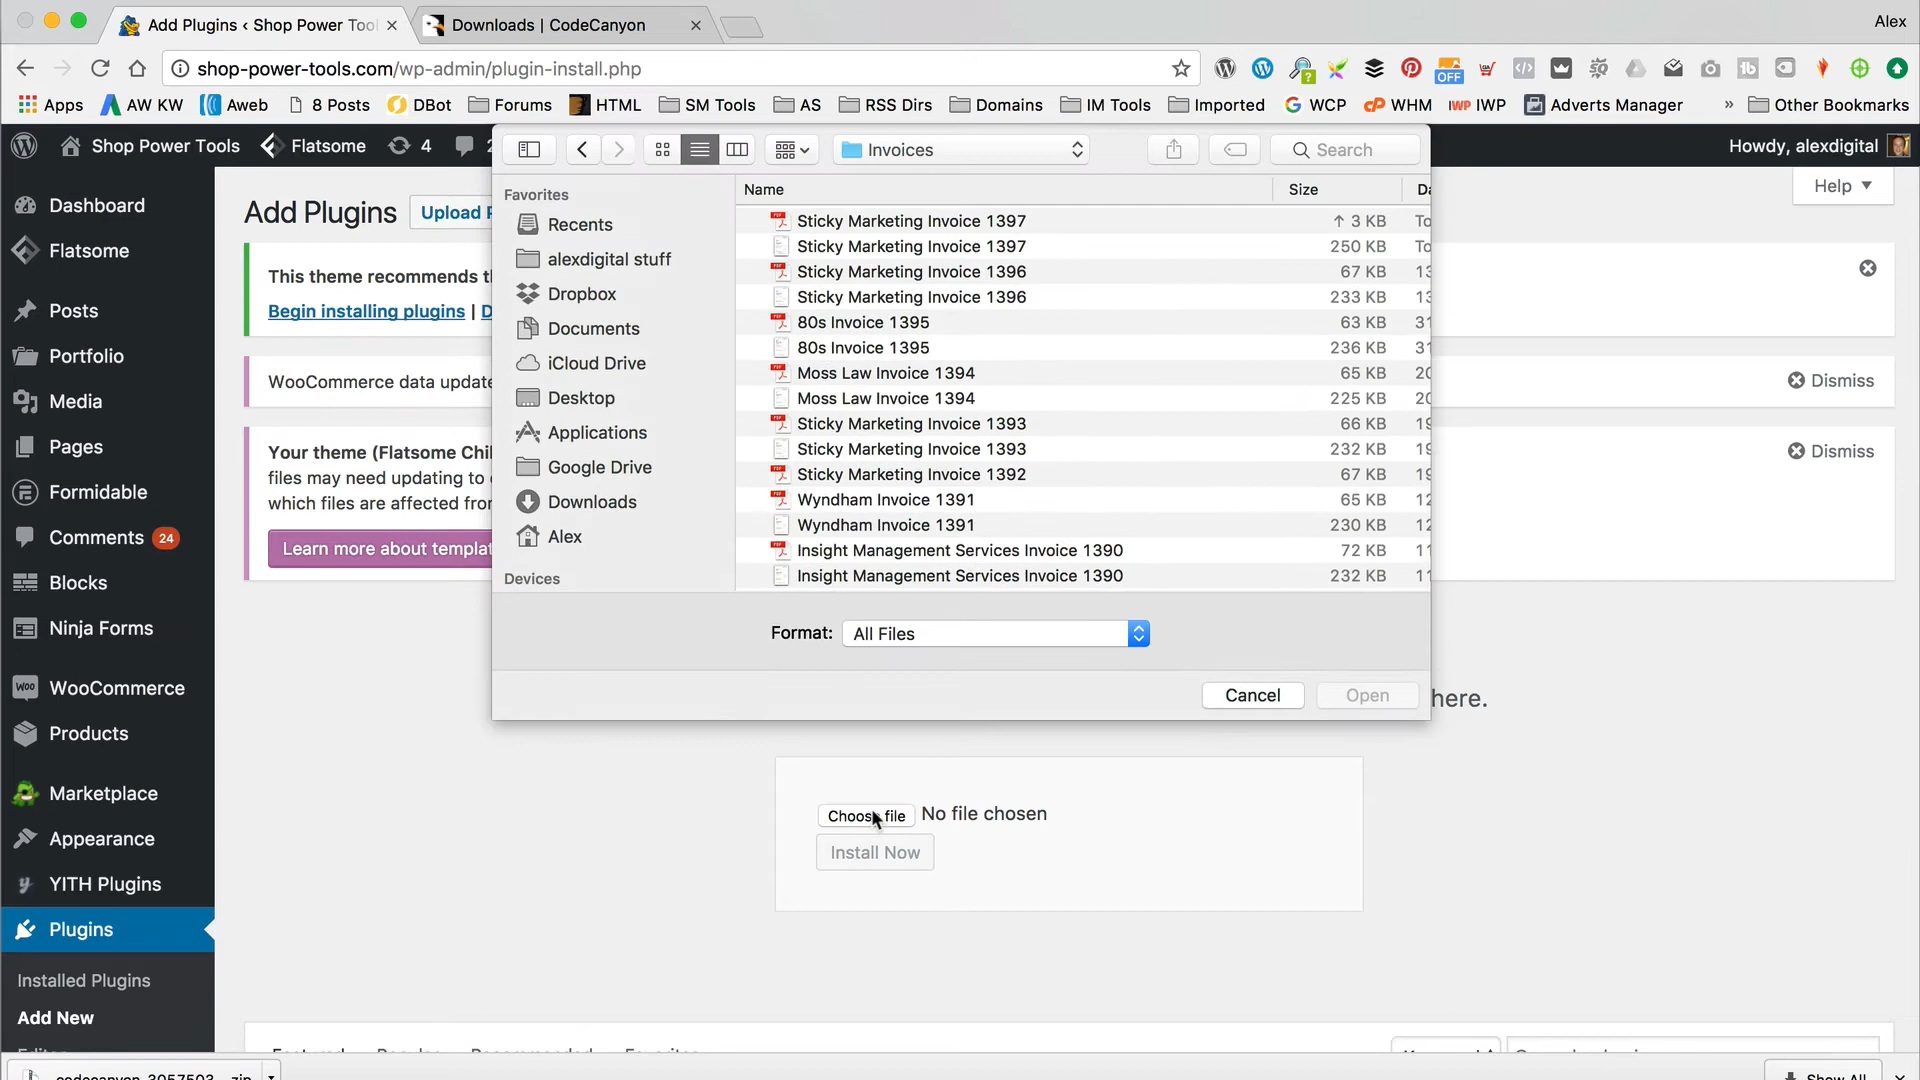 Add Plugins ‹ Shop Power Tool
Downloads | CodeCanyon
Alex
shop-power-tools.com/wp-admin/plugin-install.php
?
OFF
Apps
AW KW
Aweb
8 Posts
DBot
Forums
HTML
SM Tools
AS
RSS Dirs
Domains
IM Tools
Imported
WCP
WHM
IWP IWP
Adverts Manager
»
Other Bookmarks
Shop Power Tools
Flatsome
4
2
Howdy, alexdigital
Invoices
Search
Dashboard
Flatsome
Posts
Portfolio
Media
Pages
Formidable
Comments 24
Blocks
Ninja Forms
WooCommerce
Products
Marketplace
Appearance
YITH Plugins
Plugins
Installed Plugins
Add New
Add Plugins
Upload
Help
This theme recommends
Begin installing plugins |
WooCommerce data update
Dismiss
Your theme (Flatsome
files may need updating to
which files are affected
Dismiss
Learn more about
Favorites
Recents
alexdigital stuff
Dropbox
Documents
iCloud Drive
Desktop
Applications
Google Drive
Downloads
Alex
Devices
Name Size
Sticky Marketing Invoice 1397 3 KB
Sticky Marketing Invoice 1397 250 KB
Sticky Marketing Invoice 1396 67 KB
Sticky Marketing Invoice 1396 233 KB
80s Invoice 1395 63 KB
80s Invoice 1395 236 KB
Moss Law Invoice 1394 65 KB
Moss Law Invoice 1394 225 KB
Sticky Marketing Invoice 1393 66 KB
Sticky Marketing Invoice 1393 232 KB
Sticky Marketing Invoice 1392 67 KB
Wyndham Invoice 1391 65 KB
Wyndham Invoice 1391 230 KB
Insight Management Services Invoice 1390 72 KB
Insight Management Services Invoice 1390 232 KB
Format: All Files
Cancel
Open
here.
Choose file No file chosen
Install Now
Show All